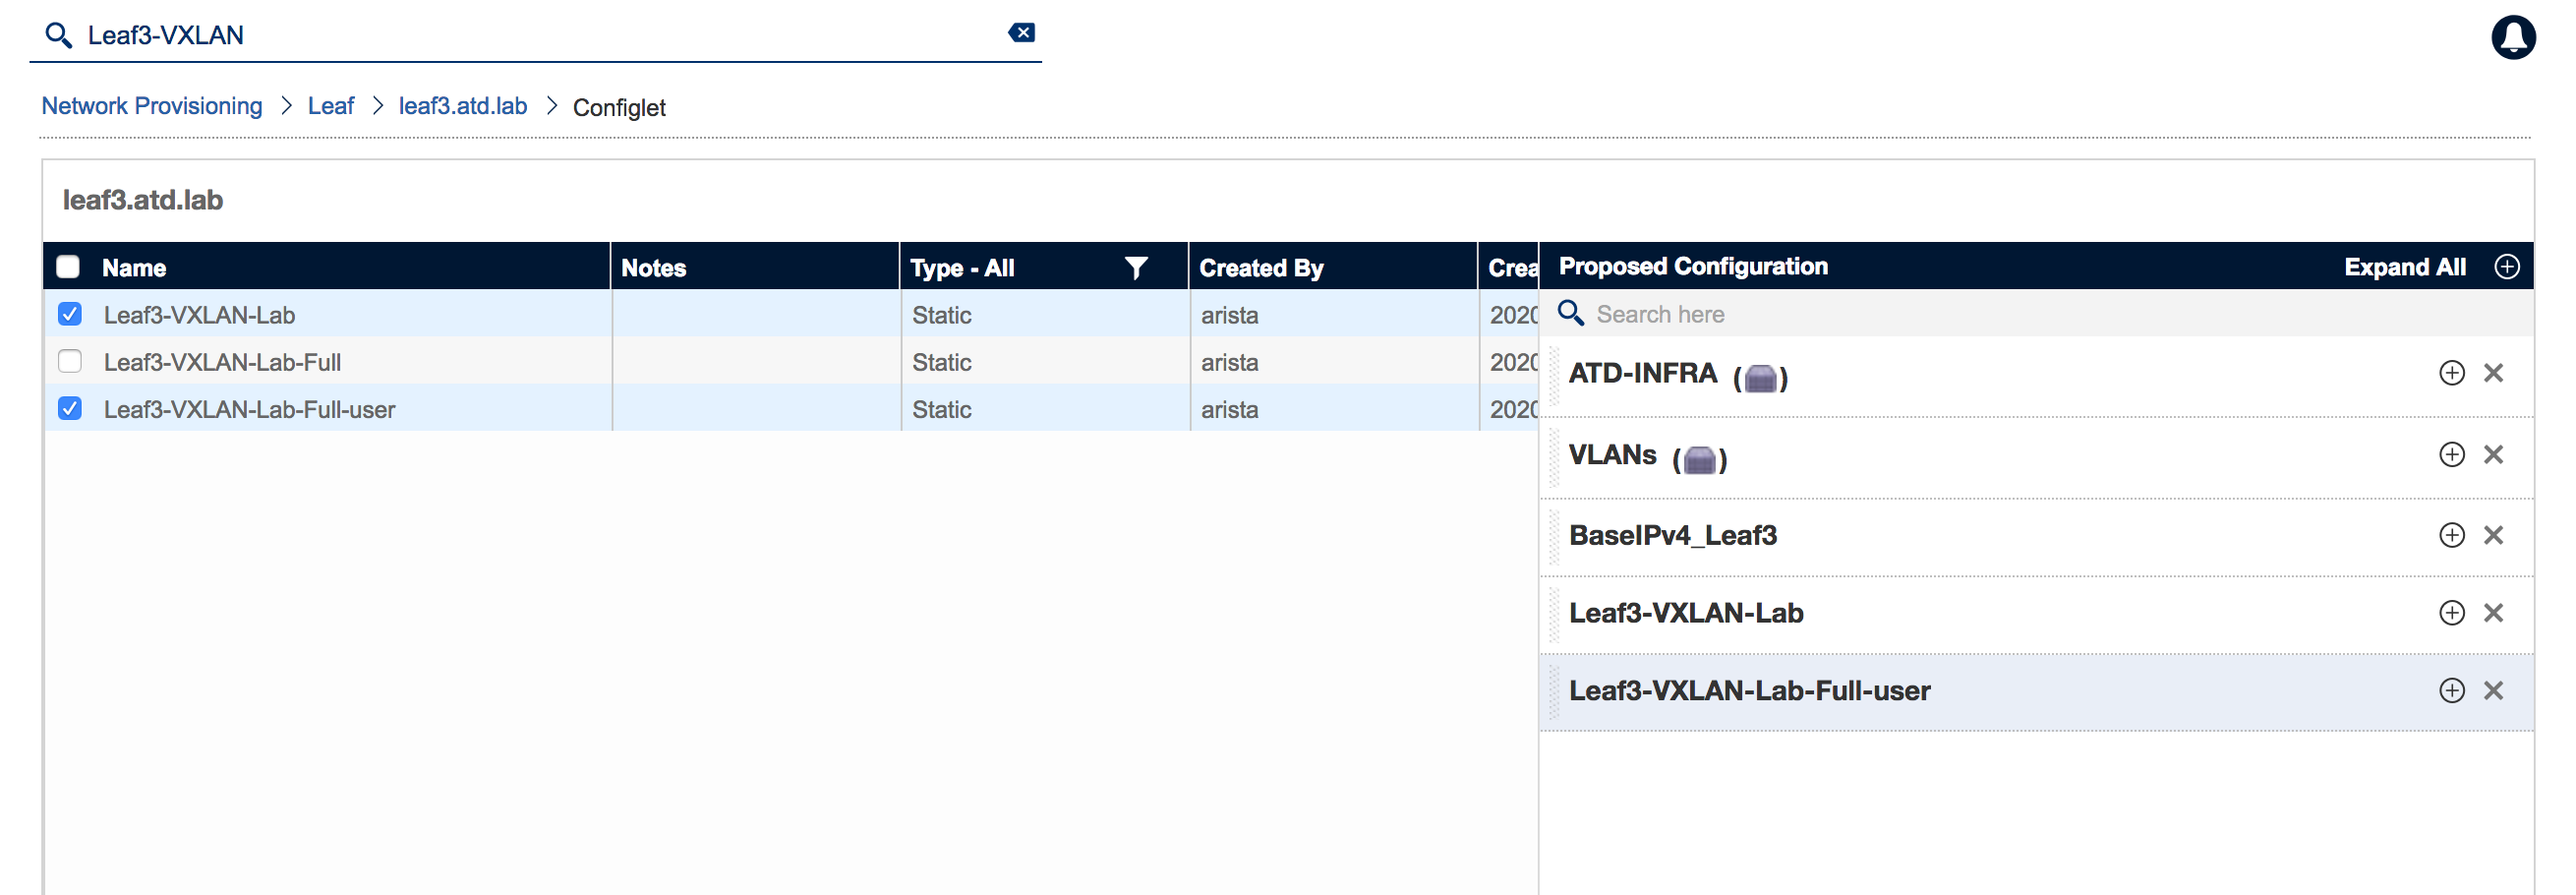 Leaf3-VXLAN
Network Provisioning > Leaf > leaf3.atd.lab > Configlet
leaf3.atd.lab
Name Notes Type - All Created By Crea
Leaf3-VXLAN-Lab Static arista 2020
Leaf3-VXLAN-Lab-Full Static arista 2020
Leaf3-VXLAN-Lab-Full-user Static arista 2020
Proposed Configuration Expand All
Search here
ATD-INFRA ( )
VLANs ( )
BaseIPv4_Leaf3
Leaf3-VXLAN-Lab
Leaf3-VXLAN-Lab-Full-user